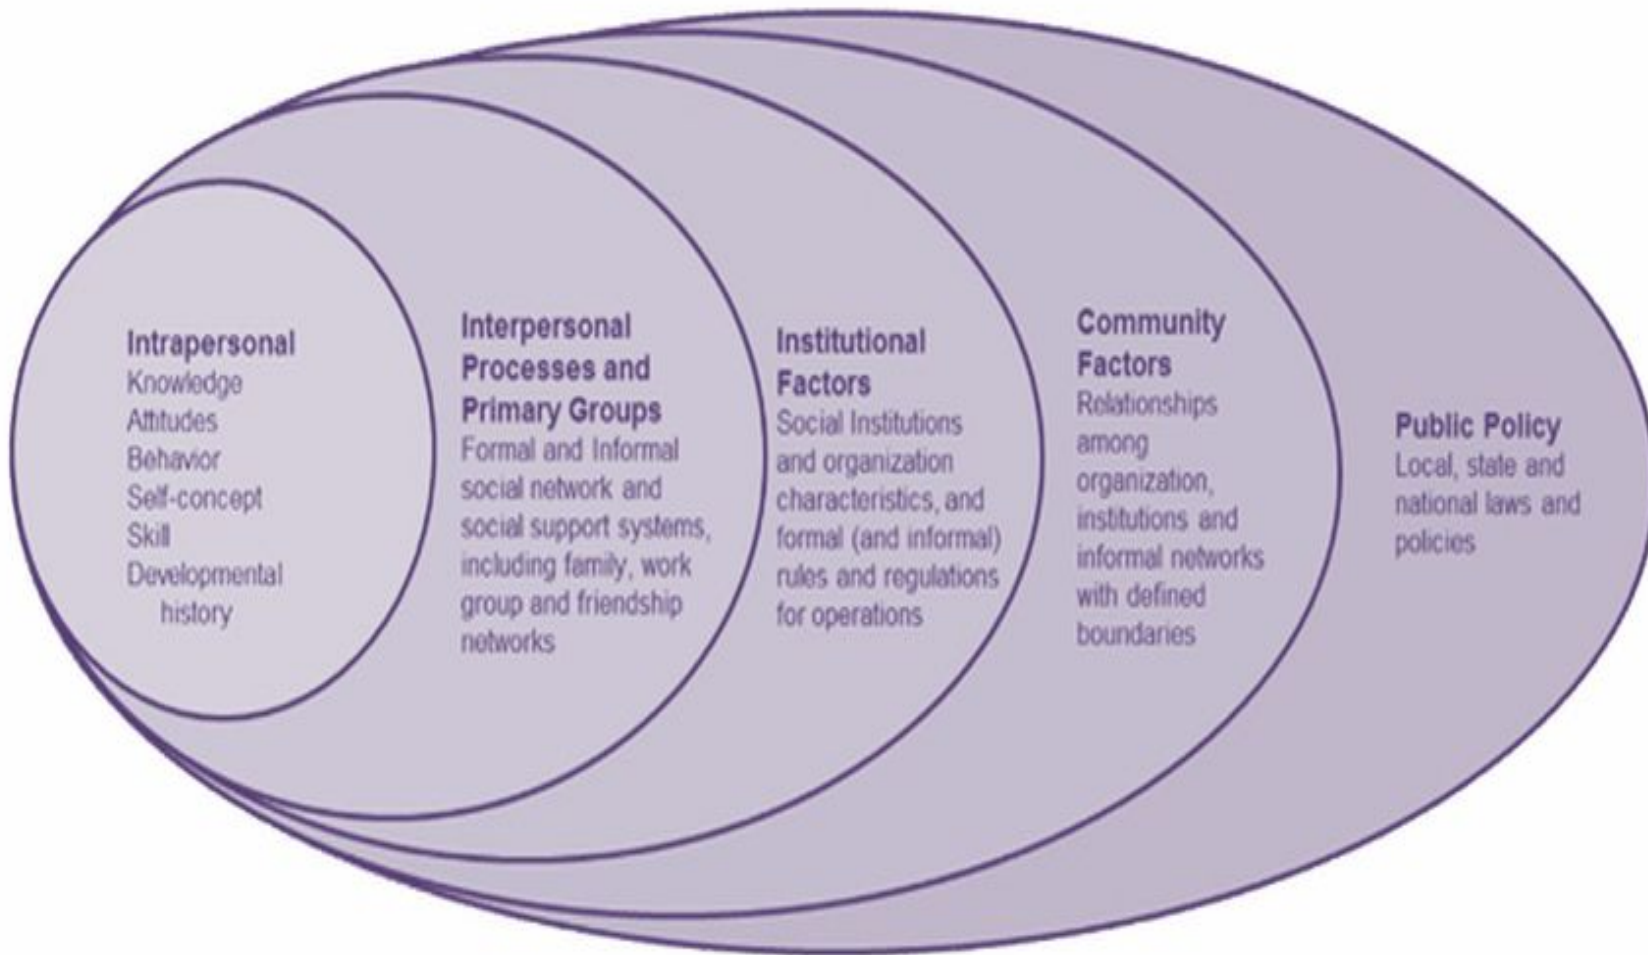 Intrapersonal
Knowledge
Attitudes
Behavior
Self-concept
Skill
Developmental
history
Interpersonal
Processes and
Primary Groups
Formal and Informal
social network and
social support systems,
including family, work
group and friendship
networks
Institutional
Factors
Social Institutions
and organization
characteristics, and
formal (and informal)
rules and regulations
for operations
Community
Factors
Relationships
among
organization,
institutions and
informal networks
with defined
boundaries
Public Policy
Local, state and
national laws and
policies